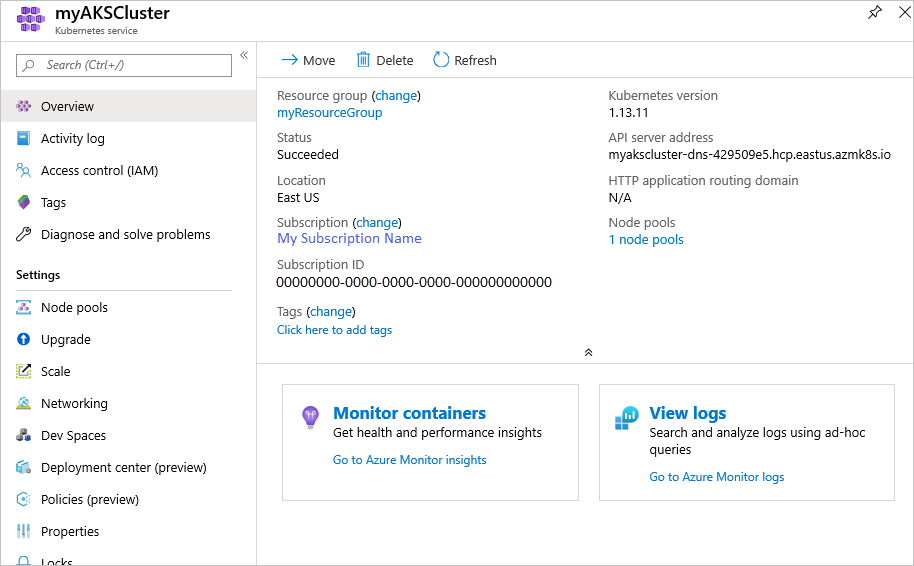 myAKSCluster
Kubernetes service
Search (Ctrl+/)
Overview
Activity log
Access control (IAM)
Tags
Diagnose and solve problems
Settings
Node pools
Upgrade
Scale
Networking
Dev Spaces
Deployment center (preview)
Policies (preview)
Properties
Locks
Move
Delete
Refresh
Resource group (change)
myResourceGroup
Status
Succeeded
Location
East US
Subscription (change)
My Subscription Name
Subscription ID
00000000-0000-0000-0000-000000000000
Tags (change)
Click here to add tags
Kubernetes version
1.13.11
API server address
myakscluster-dns-429509e5.hcp.eastus.azmk8s.io
HTTP application routing domain
N/A
Node pools
1 node pools
Monitor containers
Get health and performance insights
Go to Azure Monitor insights
View logs
Search and analyze logs using ad-hoc
queries
Go to Azure Monitor logs